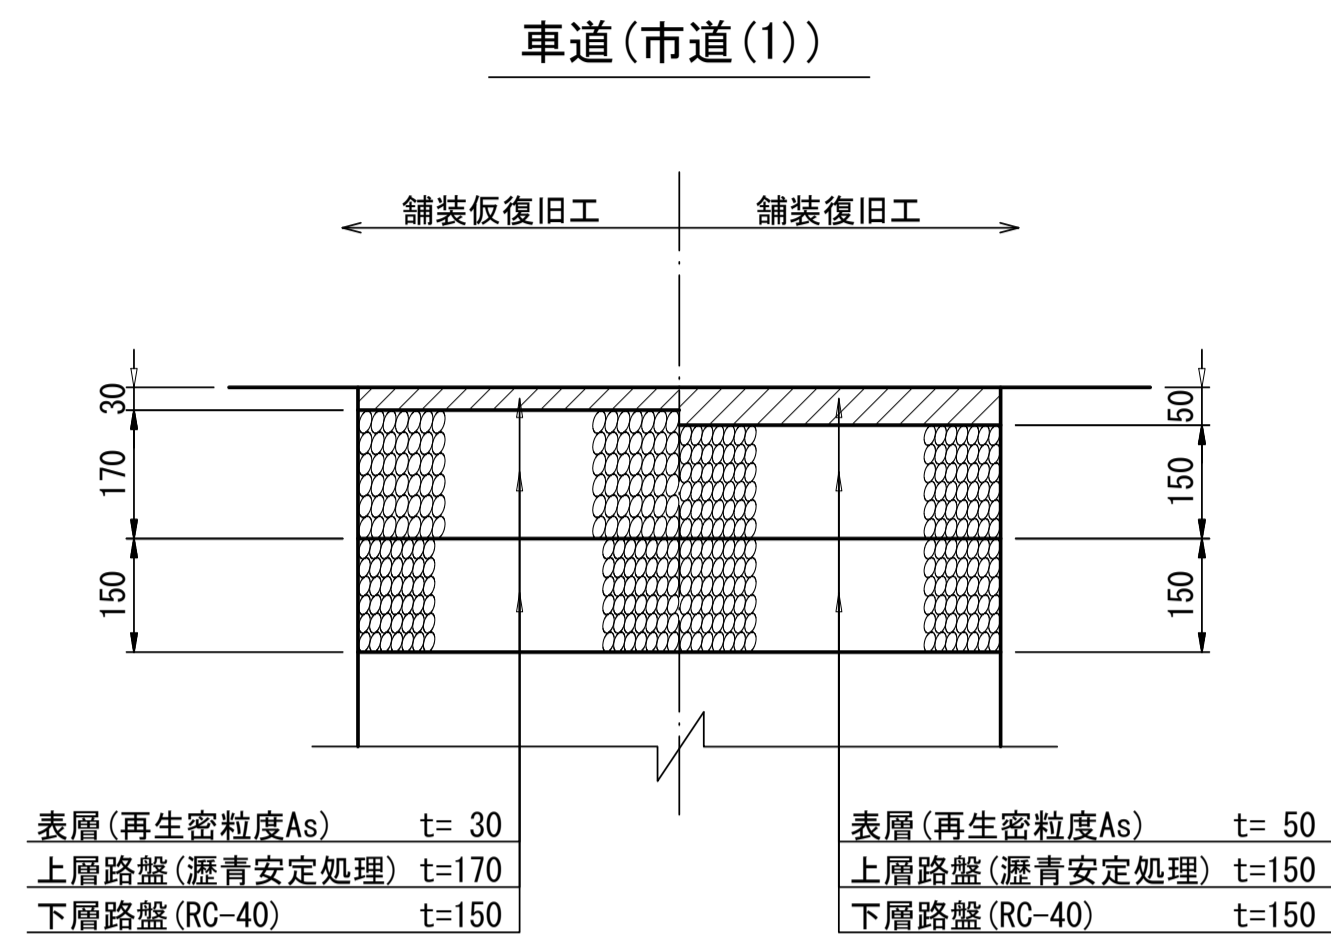 車道(市道(1))
舗装仮復旧工 舗装復旧工
30
170
150
50
150
150
表層(再生密粒度As) t= 30
上層路盤(瀝青安定処理) t=170
下層路盤(RC-40) t=150
表層(再生密粒度As) t= 50
上層路盤(瀝青安定処理) t=150
下層路盤(RC-40) t=150